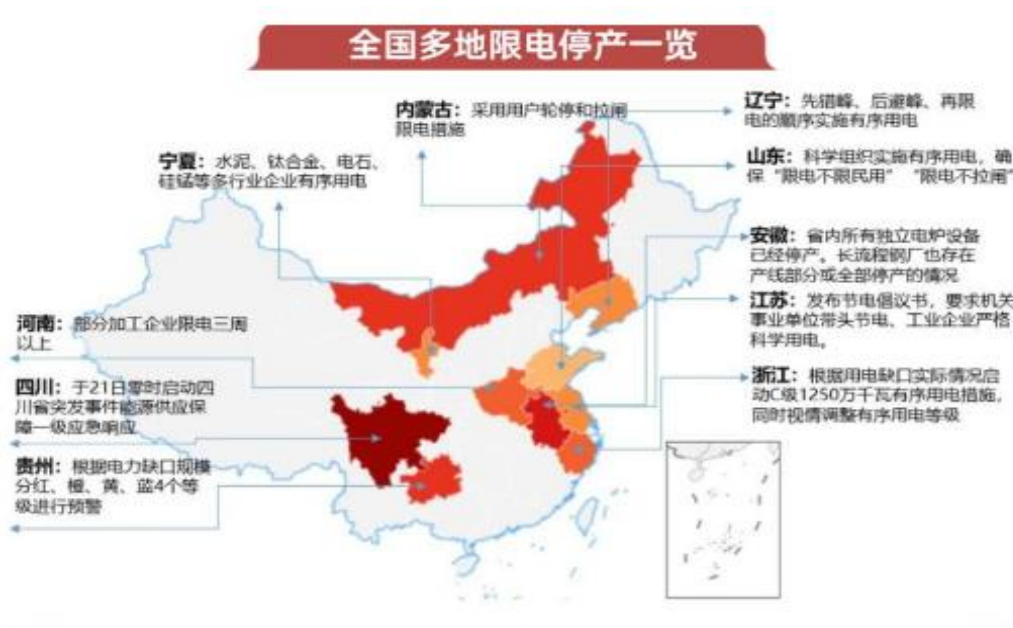 全国多地限电停产一览
内蒙古：采用用户轮停和拉闸
限电措施
辽宁：先错峰、后避峰、再限
电的顺序实施有序用电
宁夏：水泥、钛合金、电石、
硅锰等多行业企业有序用电
山东：科学组织实施有序用电，确
保“限电不限民用” “限电不拉闸”
安徽：省内所有独立电炉设备
已经停产。长流程钢厂也存在
产线部分或全部停产的情况
江苏：发布节电倡议书，要求机关
事业单位带头节电、工业企业严格
科学用电。
河南：部分加工企业限电三周
以上
浙江：根据用电缺口实际情况启
动C级1250万千瓦有序用电措施，
同时视情调整有序用电等级
四川：于21日零时启动四
川省突发事件能源供应保
障一级应急响应
贵州：根据电力缺口规模
分红、橙、黄、蓝4个等
级进行预警